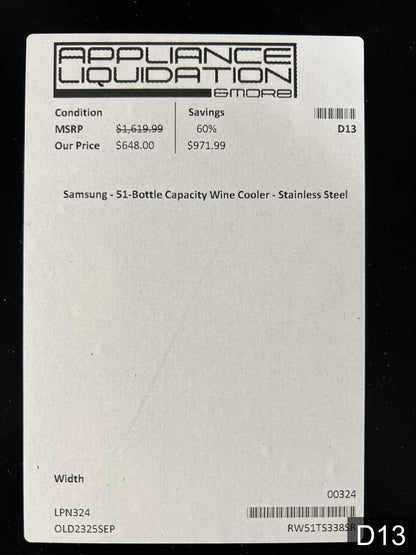 APPLIANCE
LIQUIDATION
&MORE
Condition Savings
MSRP $1,619.99 60% D13
Our Price $648.00 $971.99
Samsung - 51-Bottle Capacity Wine Cooler - Stainless Steel
Width
00324
LPN324
OLD2325SEP RW51TS338SR
D13